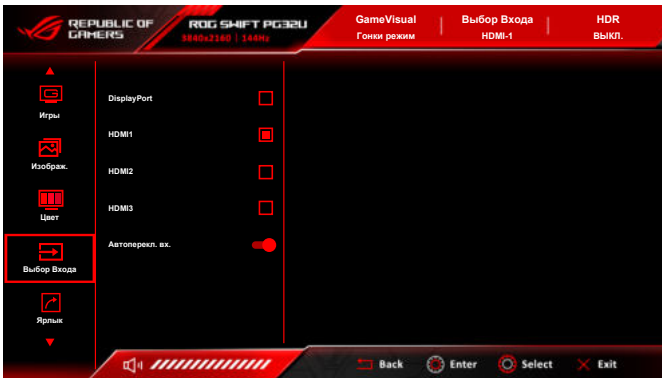 REPUBLIC OF
GAMERS
ROG SWIFT PG32U
3840x2160 | 144Hz
GameVisual
Гонки режим
Выбор Входа
HDMI-1
HDR
ВЫКЛ.
Игры
Изображ.
Цвет
Выбор Входа
Ярлык
DisplayPort
HDMI1
HDMI2
HDMI3
Автоперекл. вх.
Back
Enter
Select
Exit